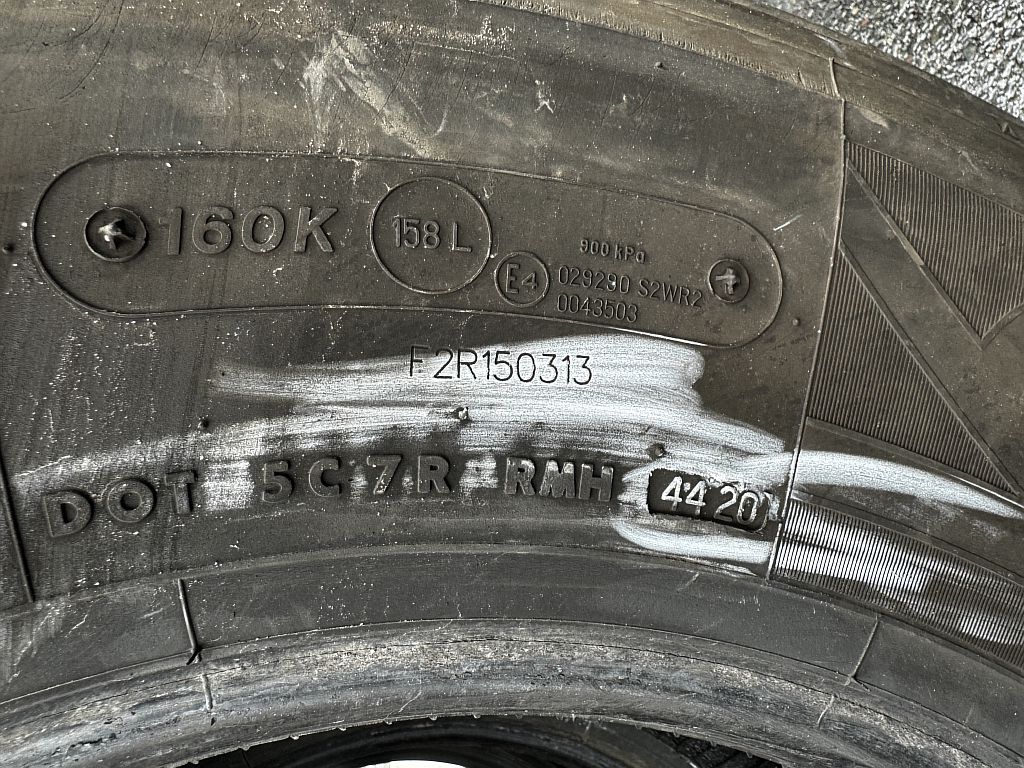 160K 158 L
900 kPa
E4 029290 S2WR2
0043503
F2R150313
DOT 5C7R RMH 4420